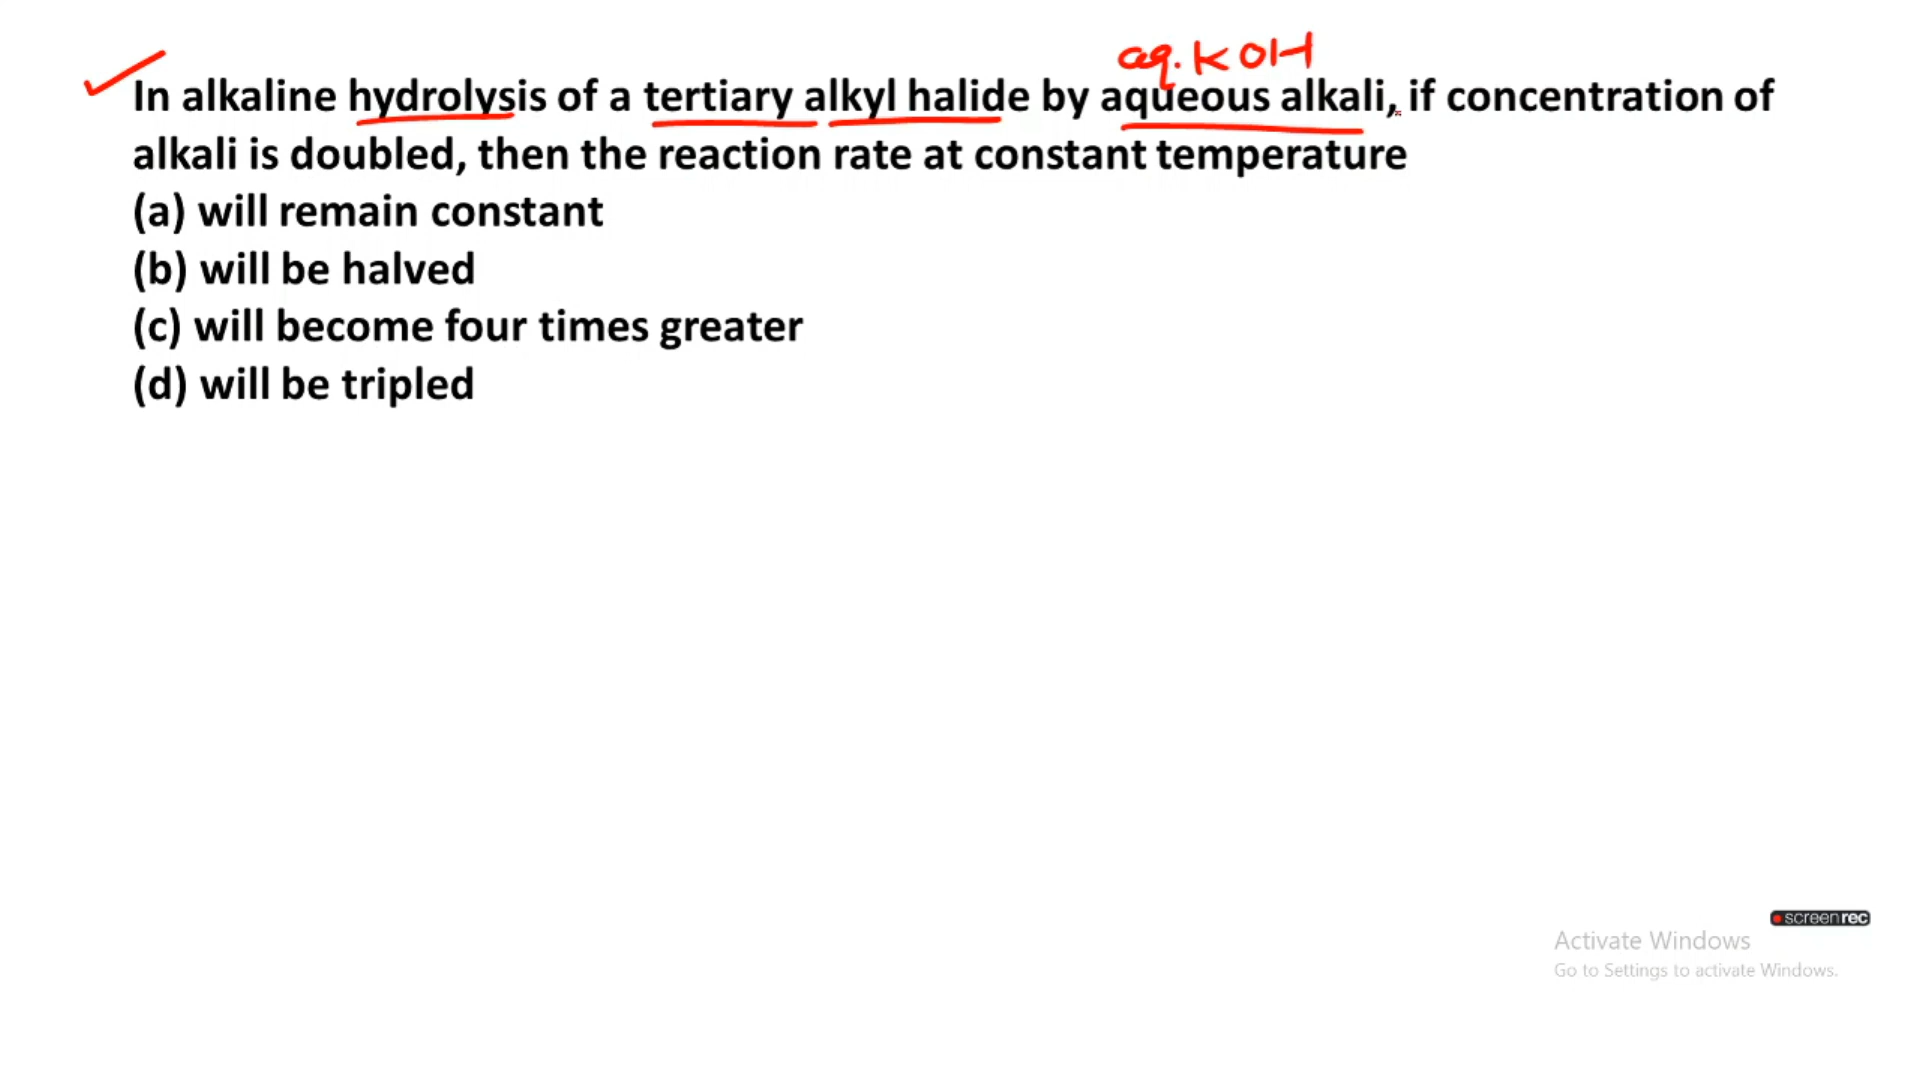 aq. KOH
In alkaline hydrolysis of a tertiary alkyl halide by aqueous alkali, if concentration of
alkali is doubled, then the reaction rate at constant temperature
(a) will remain constant
(b) will be halved
(c) will become four times greater
(d) will be tripled
screenrec
Activate Windows
Go to Settings to activate Windows.